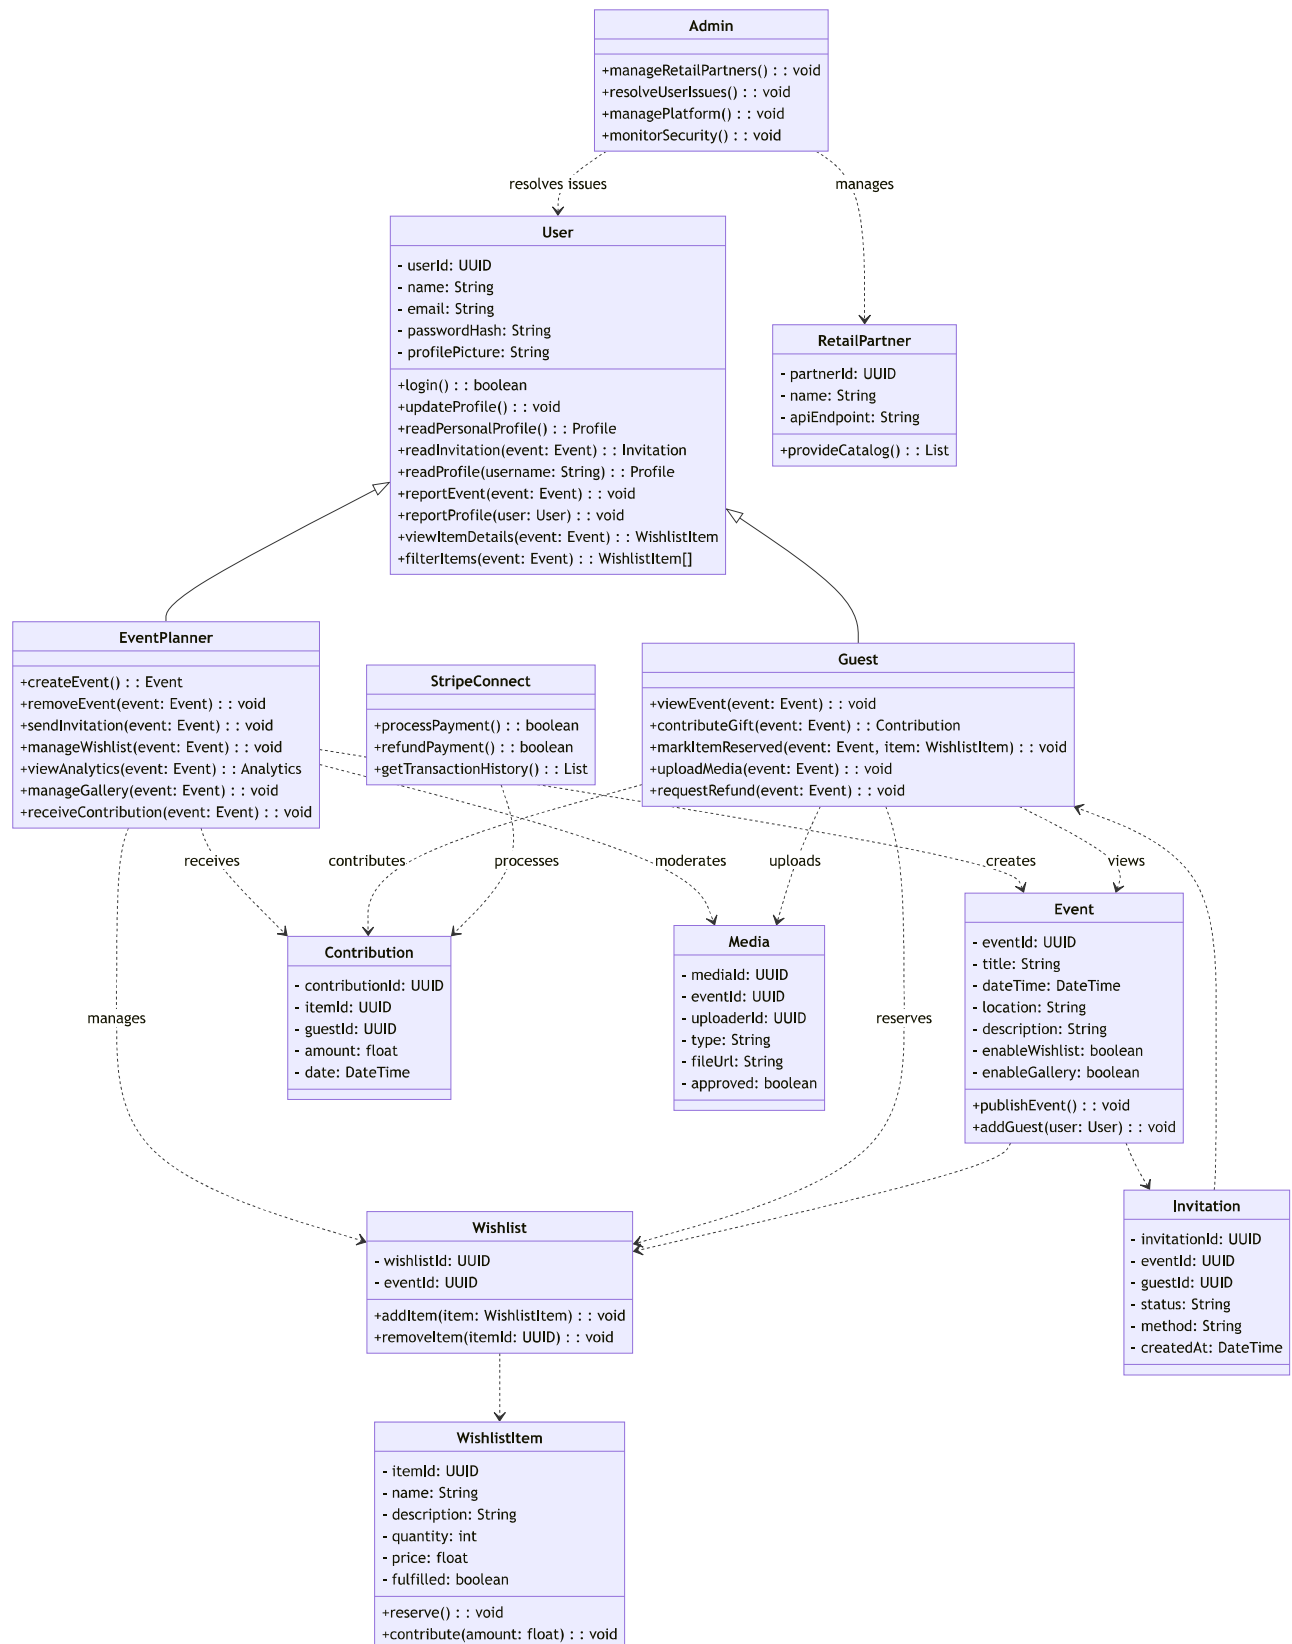 Admin
+manageRetailPartners() : : void
+resolveUserIssues() : : void
+managePlatform() : : void
+monitorSecurity() : : void
resolves issues
manages
User
- userId: UUID
- name: String
- email: String
- passwordHash: String
- profilePicture: String
+login() : : boolean
+updateProfile() : : void
+readPersonalProfile() : : Profile
+readInvitation(event: Event) : : Invitation
+readProfile(username: String) : : Profile
+reportEvent(event: Event) : : void
+reportProfile(user: User) : : void
+viewItemDetails(event: Event) : : WishlistItem
+filterItems(event: Event) : : WishlistItem[]
RetailPartner
- partnerId: UUID
- name: String
- apiEndpoint: String
+provideCatalog() : : List
EventPlanner
+createEvent() : : Event
+removeEvent(event: Event) : : void
+sendInvitation(event: Event) : : void
+manageWishlist(event: Event) : : void
+viewAnalytics(event: Event) : : Analytics
+manageGallery(event: Event) : : void
+receiveContribution(event: Event) : : void
StripeConnect
+processPayment() : : boolean
+refundPayment() : : boolean
+getTransactionHistory() : : List
Guest
+viewEvent(event: Event) : : void
+contributeGift(event: Event) : : Contribution
+markItemReserved(event: Event, item: WishlistItem) : : void
+uploadMedia(event: Event) : : void
+requestRefund(event: Event) : : void
receives
contributes
processes
moderates
uploads
creates
views
Contribution
- contributionId: UUID
- itemId: UUID
- guestId: UUID
- amount: float
- date: DateTime
Media
- mediaId: UUID
- eventId: UUID
- uploaderId: UUID
- type: String
- fileUrl: String
- approved: boolean
Event
- eventId: UUID
- title: String
- dateTime: DateTime
- location: String
- description: String
- enableWishlist: boolean
- enableGallery: boolean
+publishEvent() : : void
+addGuest(user: User) : : void
manages
reserves
Wishlist
- wishlistId: UUID
- eventId: UUID
+addItem(item: WishlistItem) : : void
+removeItem(itemId: UUID) : : void
Invitation
- invitationId: UUID
- eventId: UUID
- guestId: UUID
- status: String
- method: String
- createdAt: DateTime
WishlistItem
- itemId: UUID
- name: String
- description: String
- quantity: int
- price: float
- fulfilled: boolean
+reserve() : : void
+contribute(amount: float) : : void